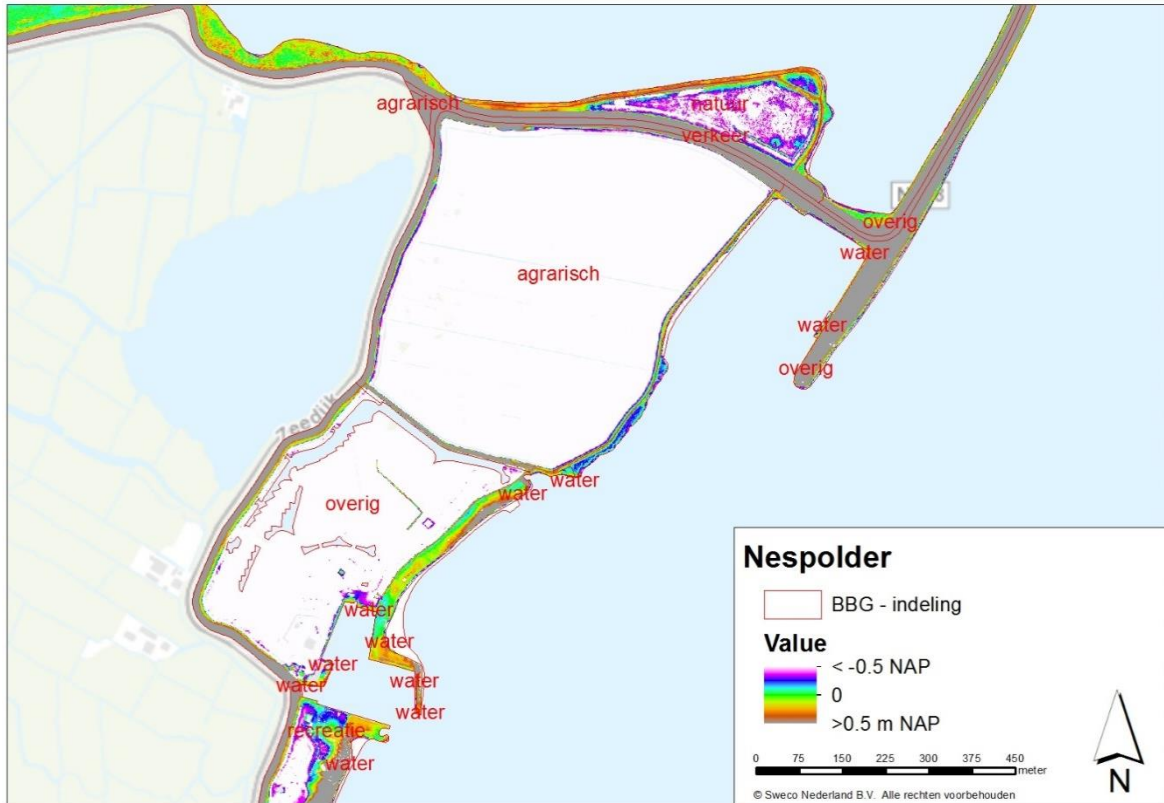 agrarisch
natuur
verkeer
overig
water
agrarisch
water
overig
Zeedijk
overig
water
water
water
water
water
water
water
water
recreatie
water
Nespolder
BBG - indeling
Value
< -0.5 NAP
0
>0.5 m NAP
0 75 150 225 300 375 450
meter
N
© Sweco Nederland B.V. Alle rechten voorbehouden